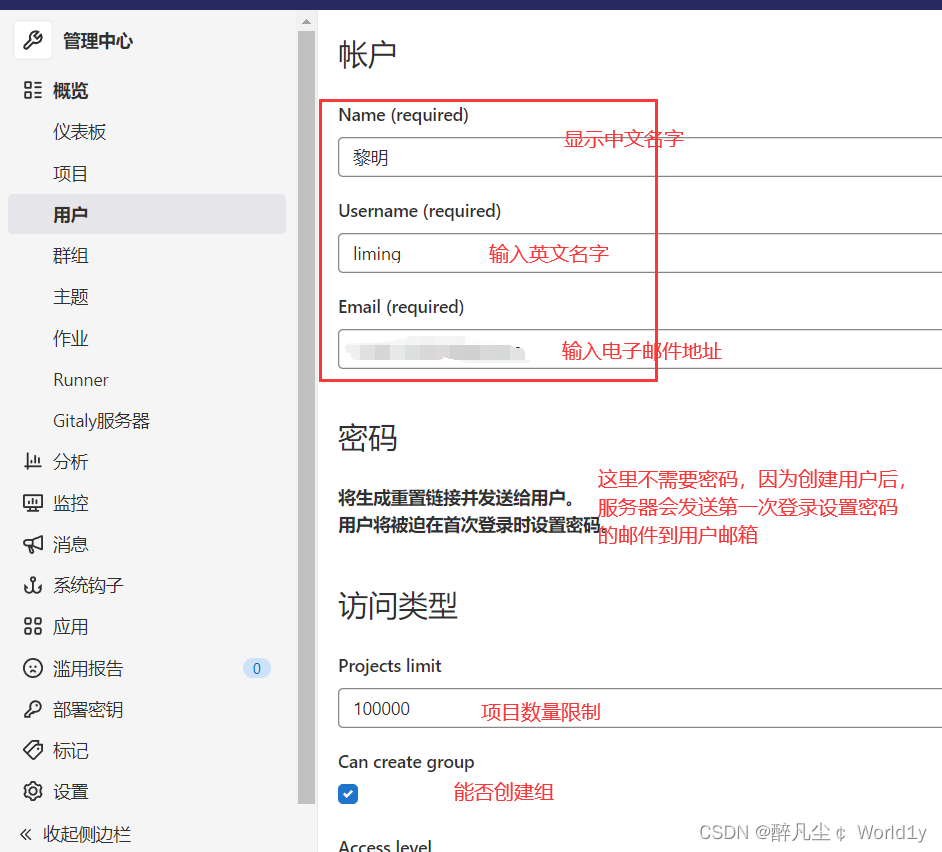 管理中心
概览
仪表板
项目
用户
群组
主题
作业
Runner
Gitaly服务器
分析
监控
消息
系统钩子
应用
滥用报告 0
部署密钥
标记
设置
收起侧边栏
帐户
Name (required)
显示中文名字
黎明
Username (required)
liming 输入英文名字
Email (required)
输入电子邮件地址
密码
将生成重置链接并发送给用户。
用户将被迫在首次登录时设置密码。
这里不需要密码，因为创建用户后，
服务器会发送第一次登录设置密码
的邮件到用户邮箱
访问类型
Projects limit
100000 项目数量限制
Can create group
能否创建组
Access level
CSDN @醉凡尘￠ World1y